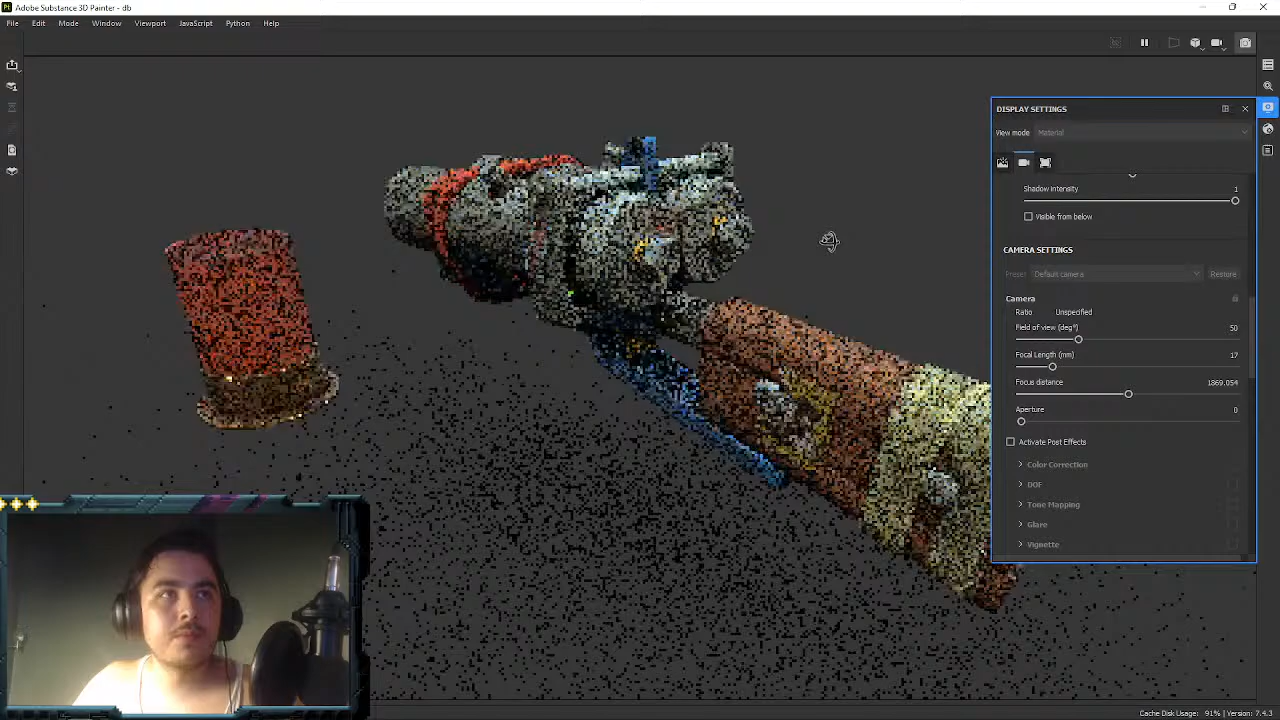 Adobe Substance 3D Painter - db
File Edit Mode Window Viewport JavaScript Python Help
DISPLAY SETTINGS
View mode Material
Shadow intensity 1
Visible from below
CAMERA SETTINGS
Preset Default camera Restore
Camera
Ratio Unspecified
Field of view (deg°) 50
Focal Length (mm) 17
Focus distance 1869.054
Aperture 0
Activate Post Effects
Color Correction
DOF
Tone Mapping
Glare
Vignette
Cache Disk Usage: 91% | Version: 7.4.3